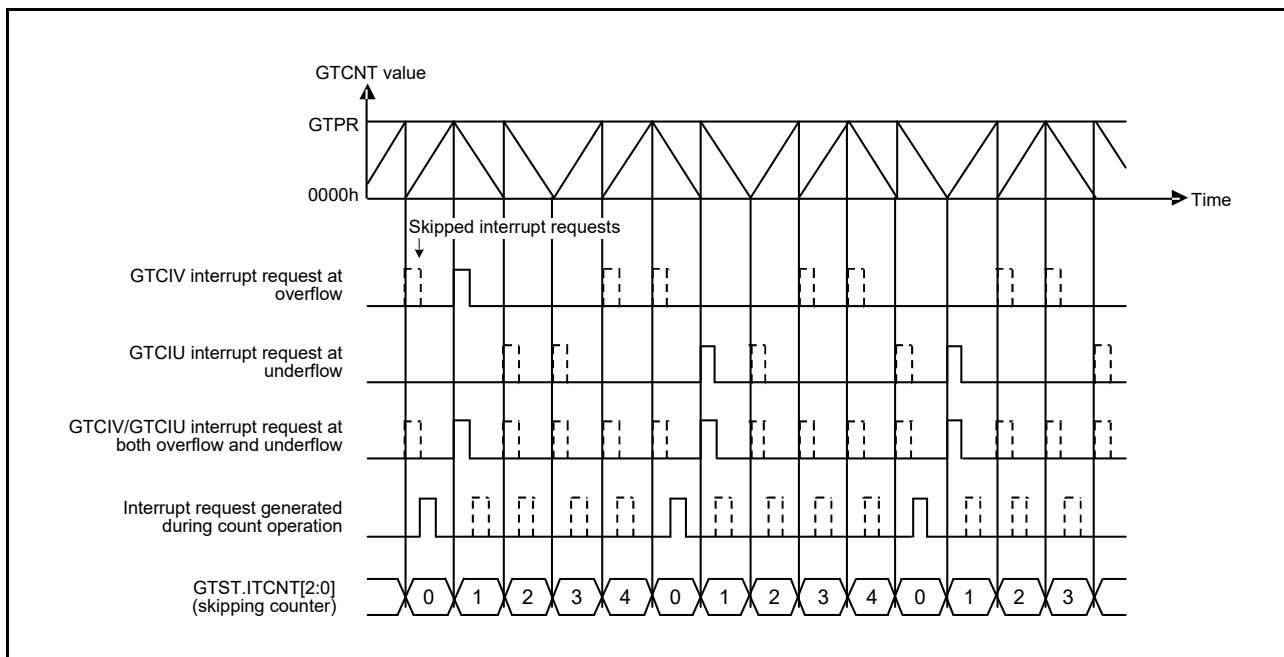 GTCNT value
GTPR
0000h
Time
Skipped interrupt requests
GTCIV interrupt request at
overflow
GTCIU interrupt request at
underflow
GTCIV/GTCIU interrupt request at
both overflow and underflow
Interrupt request generated
during count operation
GTST.ITCNT[2:0]
(skipping counter)
0 1 2 3 4 0 1 2 3 4 0 1 2 3